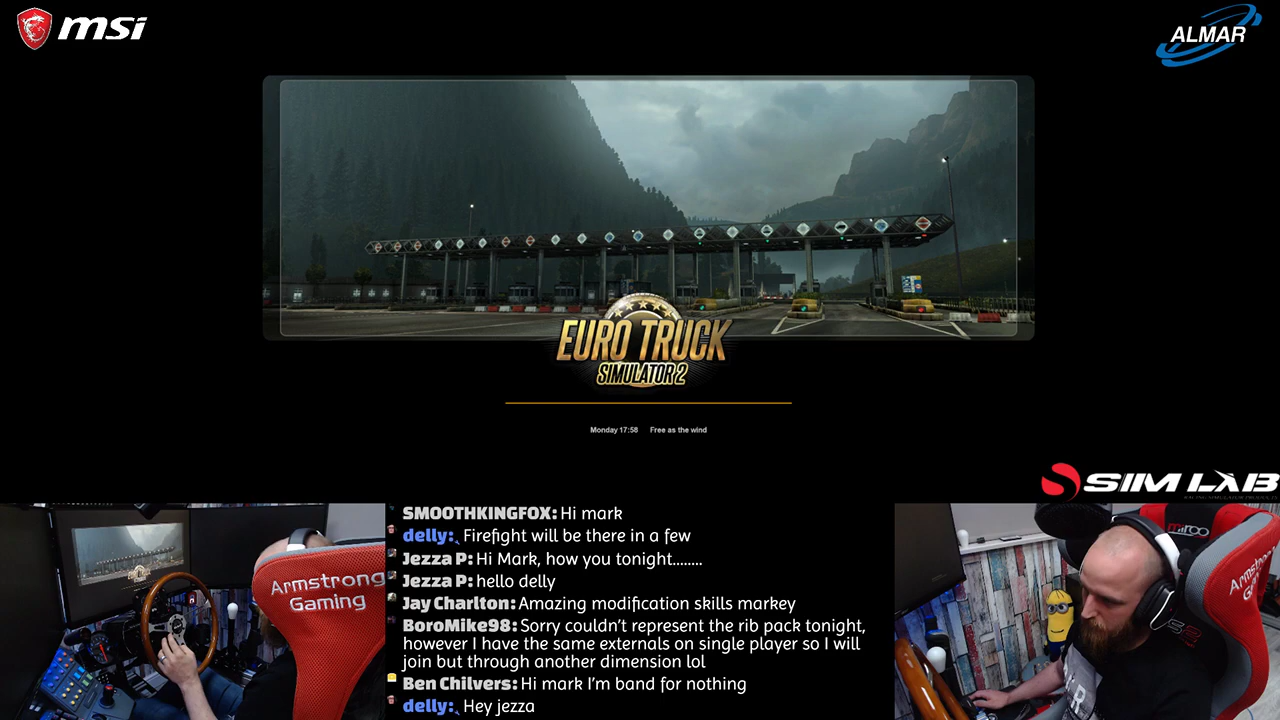 msi
ALMAR
EURO TRUCK
SIMULATOR 2
Monday 17:58 Free as the wind
SIM LAB
SMOOTHKINGFOX: Hi mark
delly: Firefight will be there in a few
Jezza P: Hi Mark, how you tonight........
Jezza P: hello delly
Jay Charlton: Amazing modification skills markey
BoroMike98: Sorry couldn't represent the rib pack tonight,
however I have the same externals on single player so I will
join but through another dimension lol
Ben Chilvers: Hi mark I'm band for nothing
delly: Hey jezza
Armstrong
Gaming